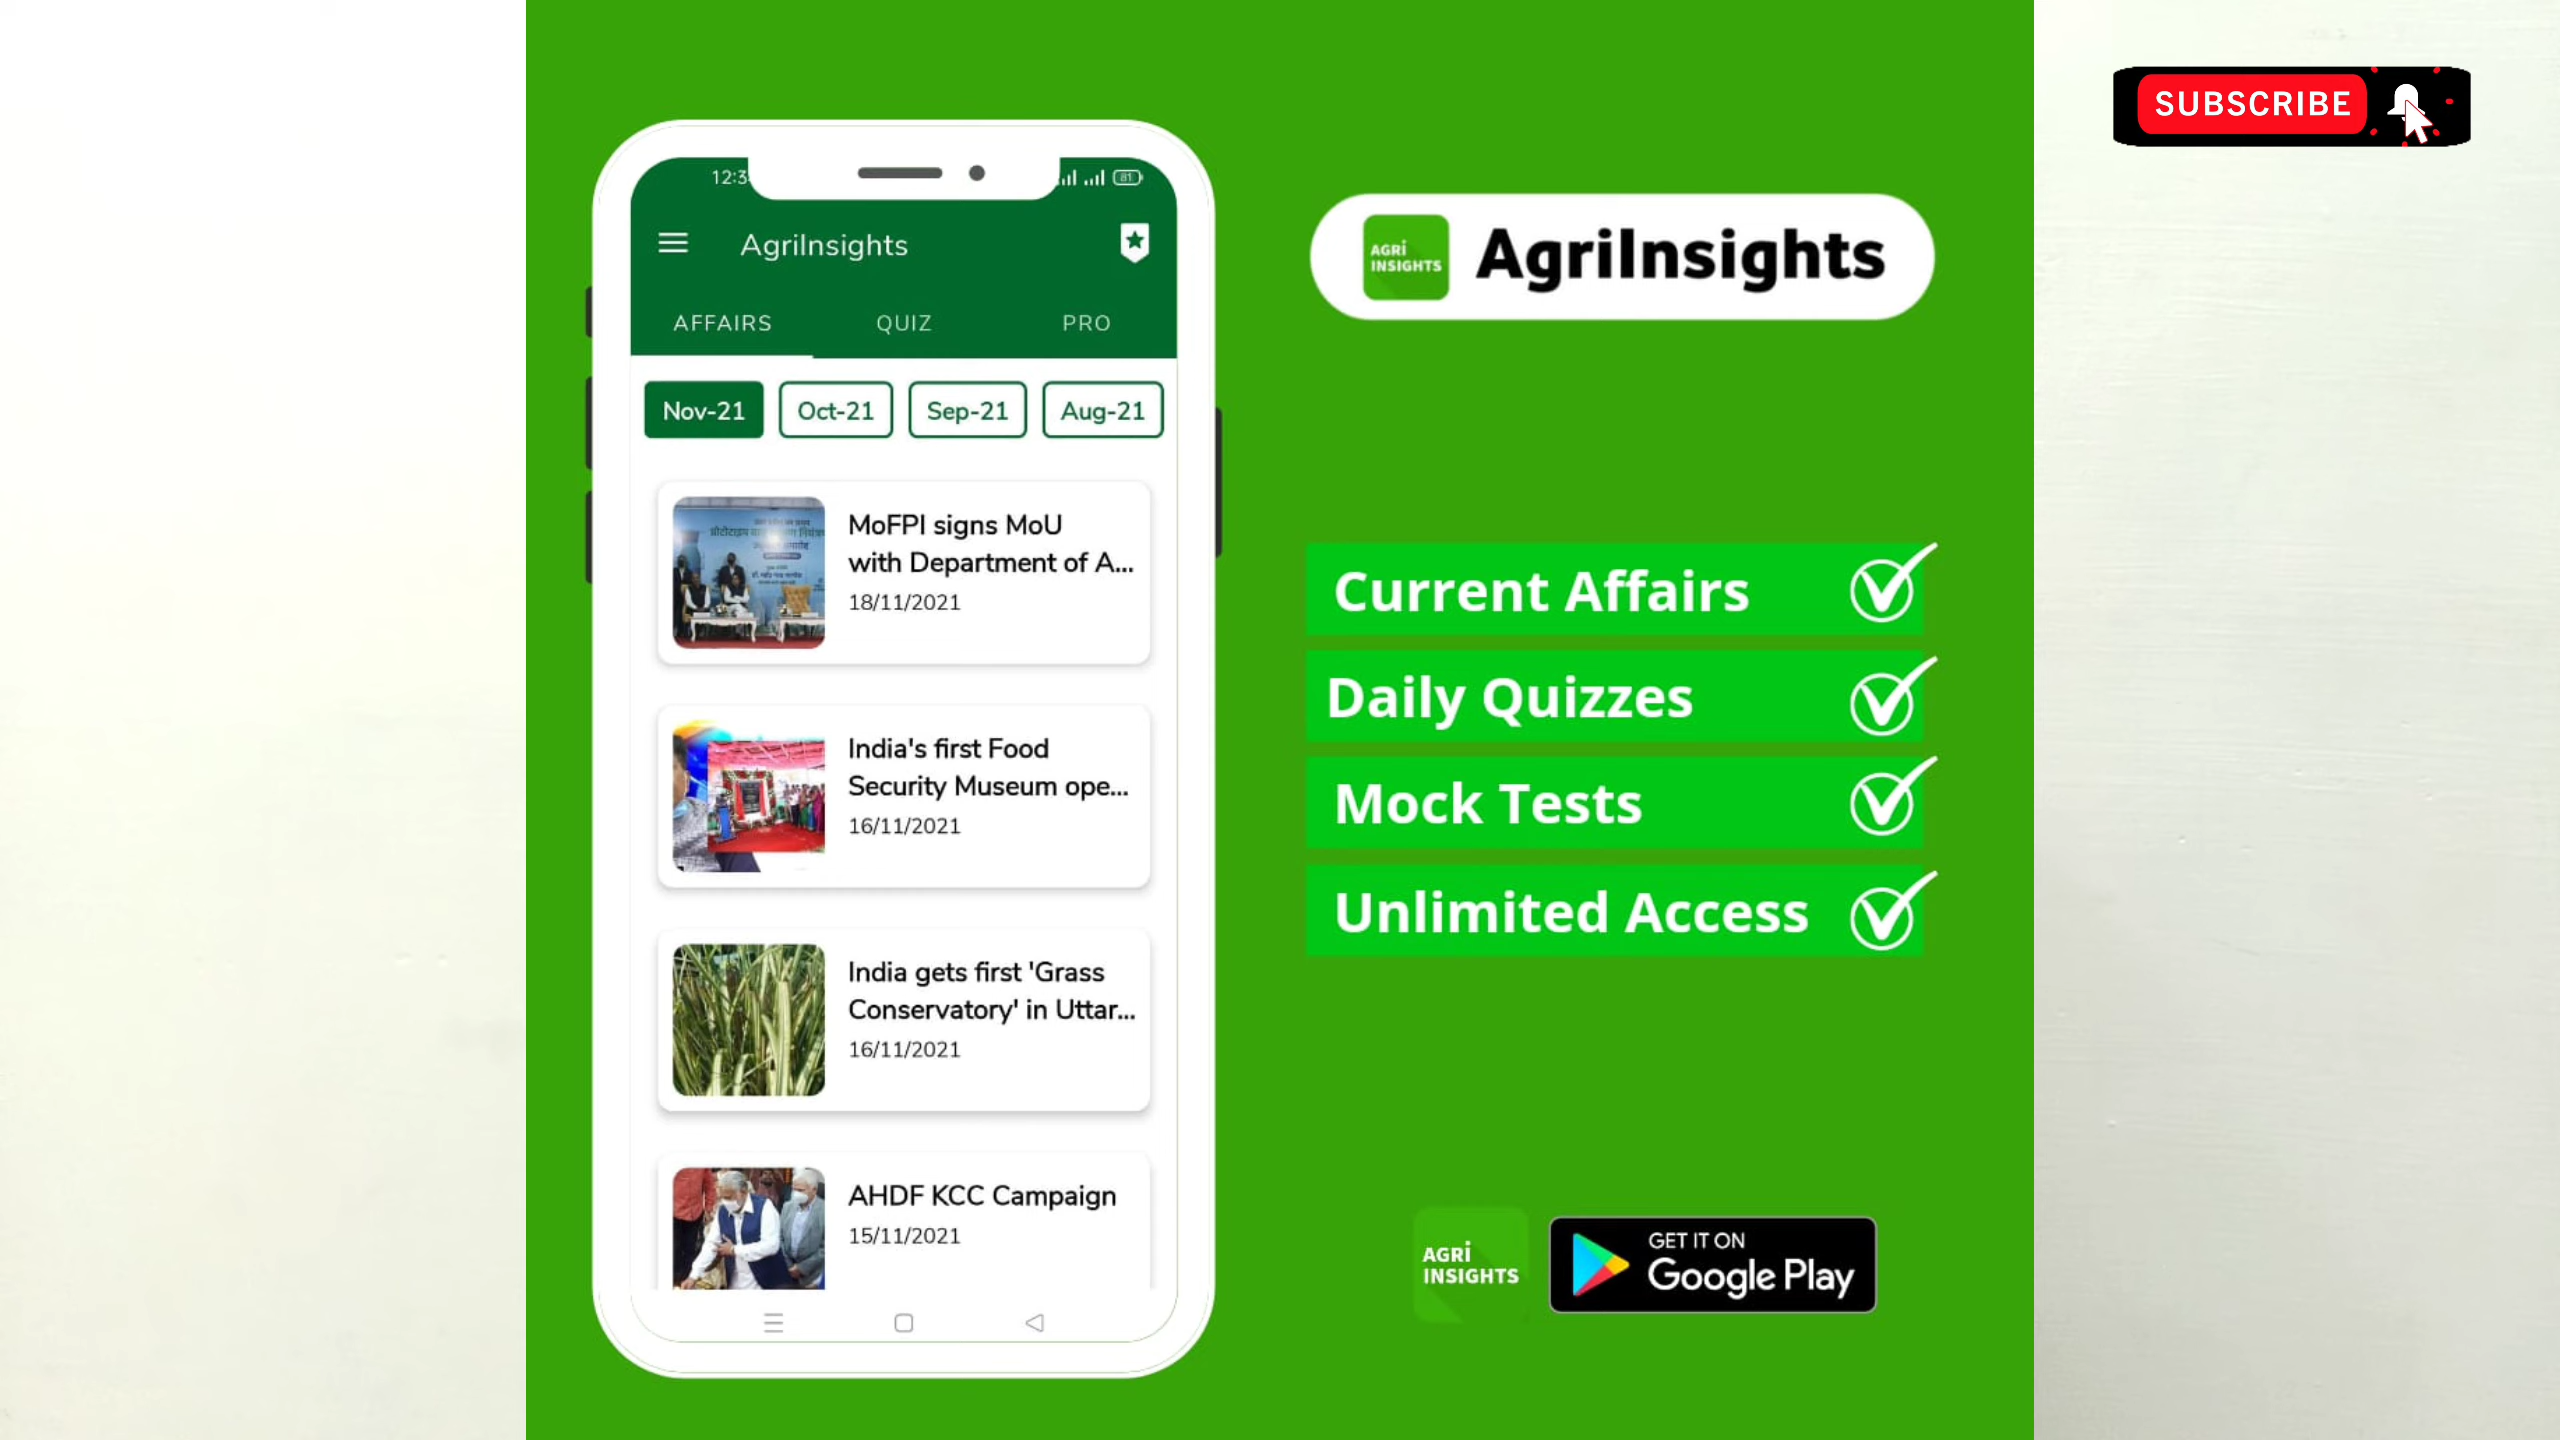 SUBSCRIBE
12:3
81
AgriInsights
AFFAIRS
QUIZ
PRO
Nov-21
Oct-21
Sep-21
Aug-21
MoFPI signs MoU
with Department of A...
18/11/2021
India's first Food
Security Museum ope...
16/11/2021
India gets first 'Grass
Conservatory' in Uttar...
16/11/2021
AHDF KCC Campaign
15/11/2021
AGRI
INSIGHTS
AgriInsights
Current Affairs
Daily Quizzes
Mock Tests
Unlimited Access
AGRI
INSIGHTS
GET IT ON
Google Play